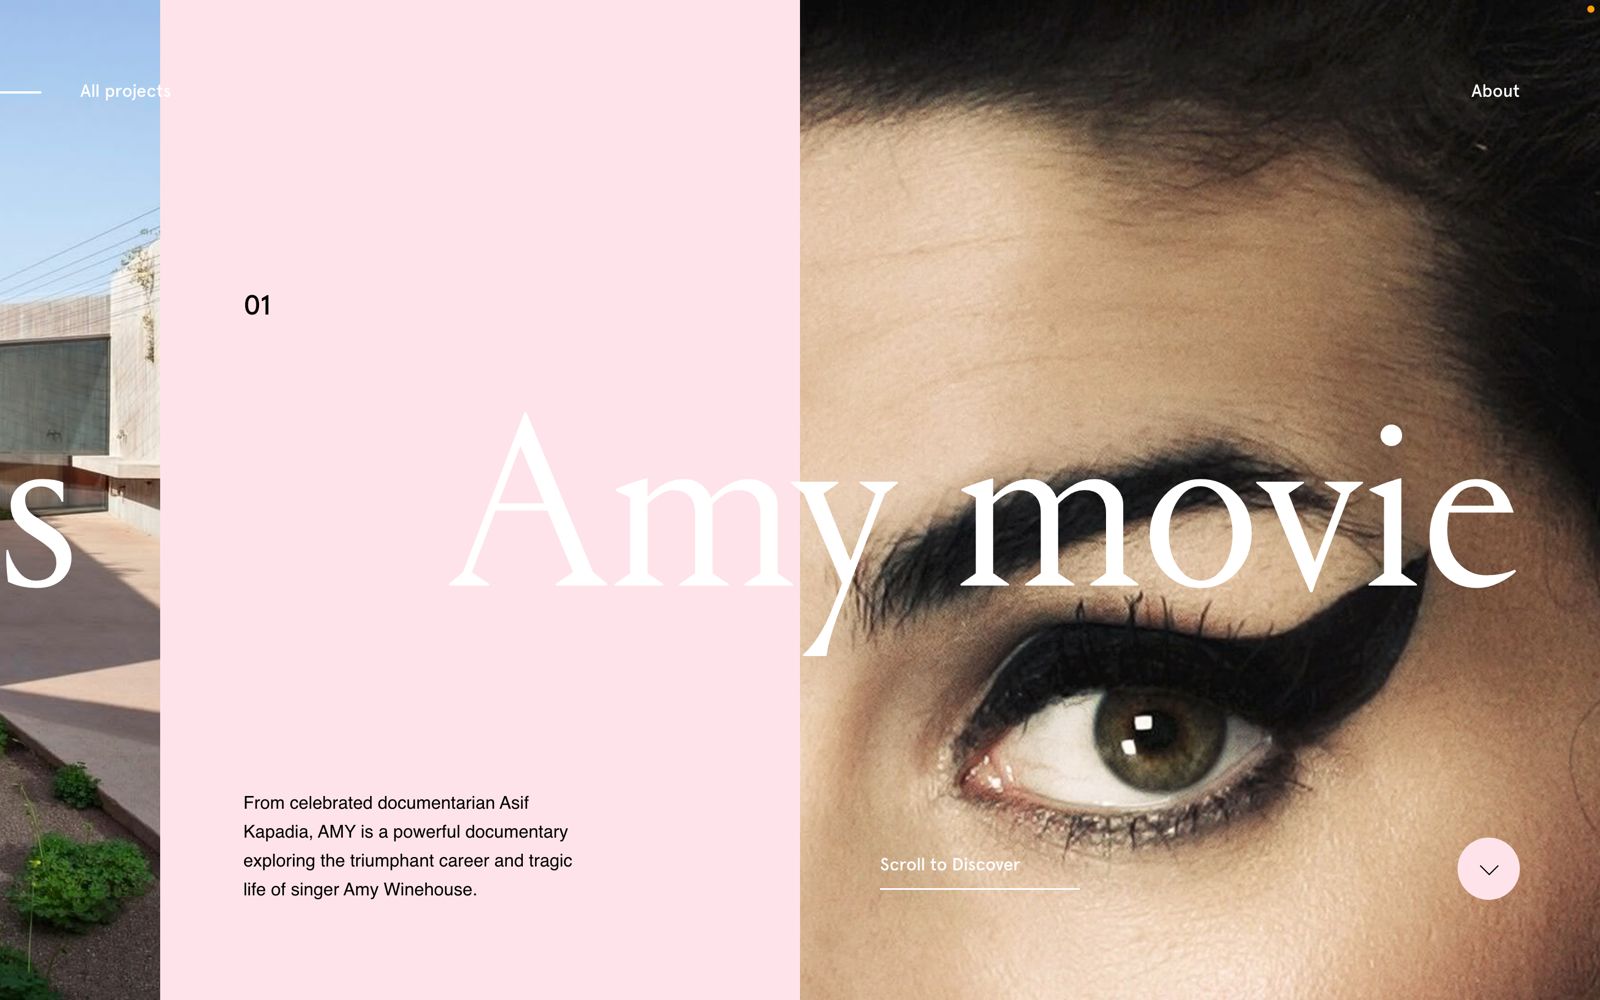 All projects
About
01
s
Amy movie
From celebrated documentarian Asif
Kapadia, AMY is a powerful documentary
exploring the triumphant career and tragic
life of singer Amy Winehouse.
Scroll to Discover